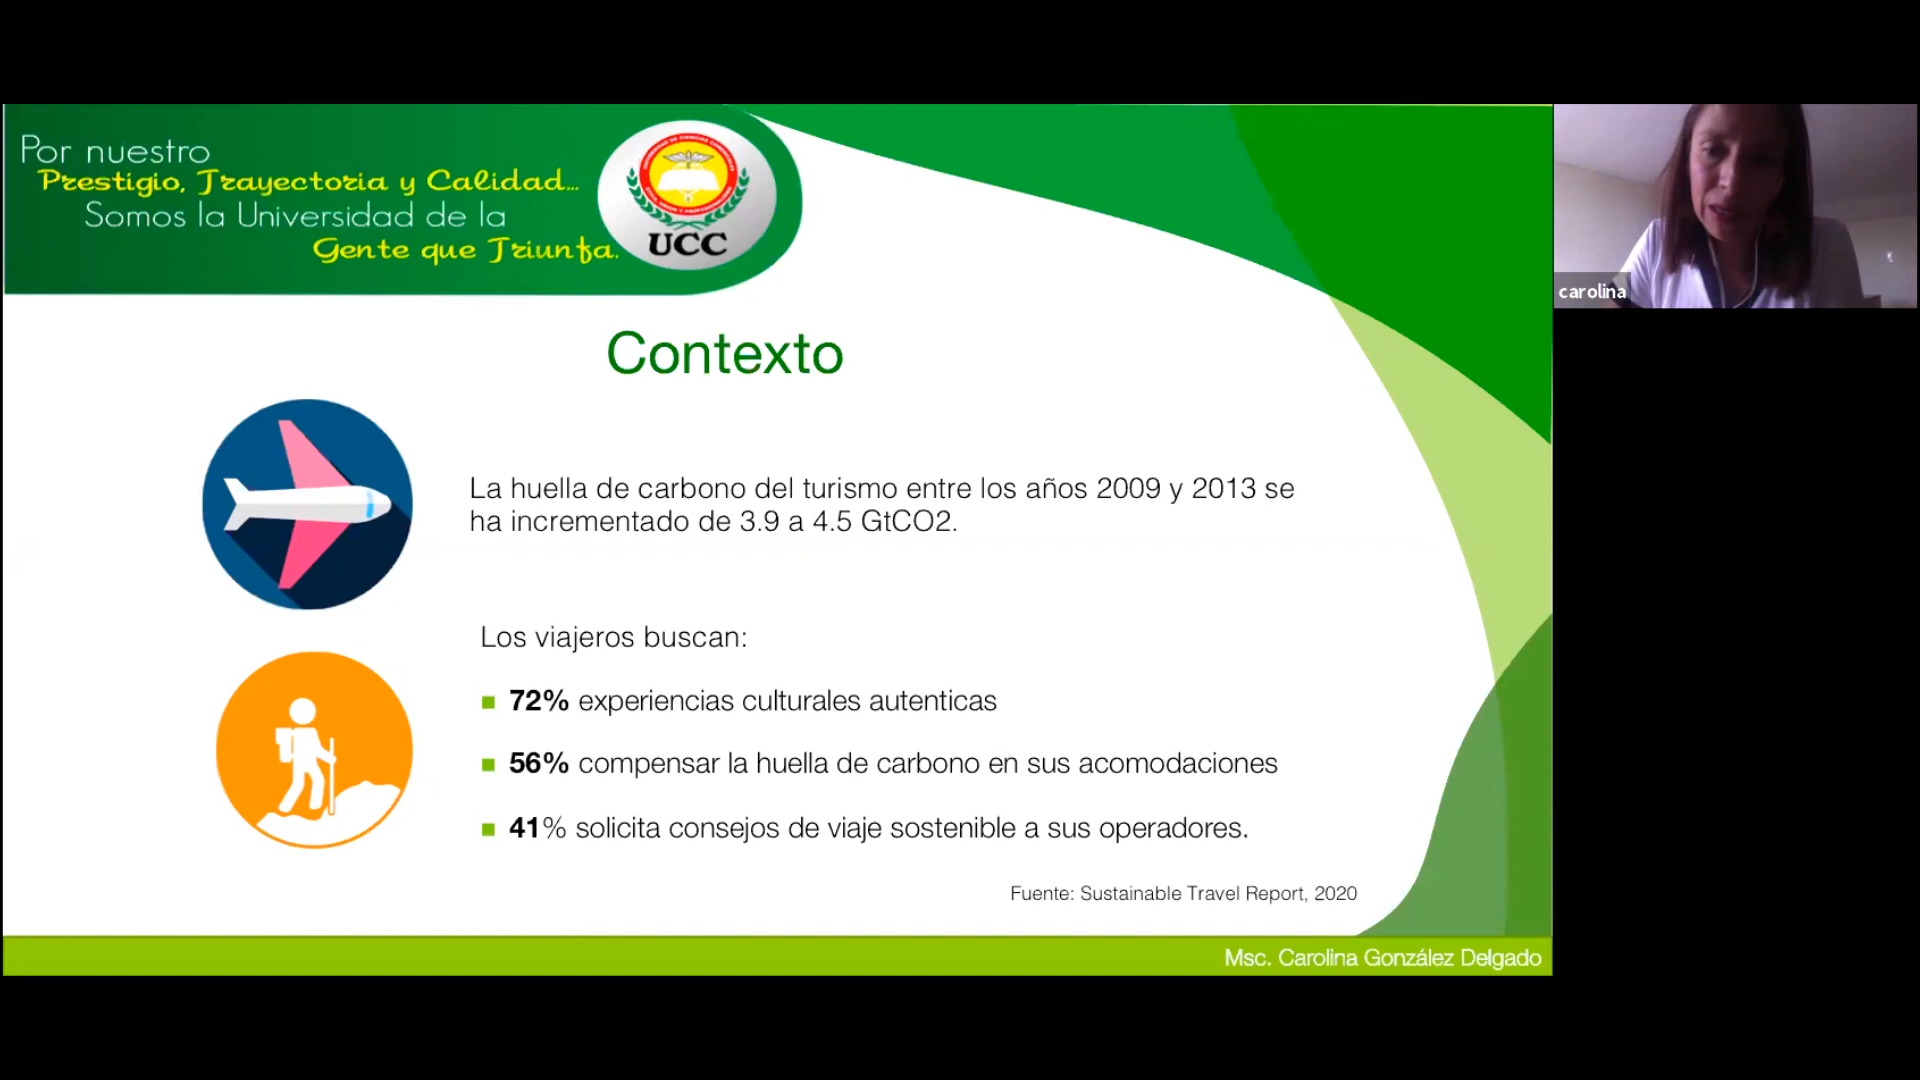 Por nuestro
Prestigio, Trayectoria y Calidad...
Somos la Universidad de la
Gente que Triunfa.
UCC
carolina
Contexto
La huella de carbono del turismo entre los años 2009 y 2013 se
ha incrementado de 3.9 a 4.5 GtCO2.
Los viajeros buscan:
72% experiencias culturales autenticas
56% compensar la huella de carbono en sus acomodaciones
41% solicita consejos de viaje sostenible a sus operadores.
Fuente: Sustainable Travel Report, 2020
Msc. Carolina González Delgado